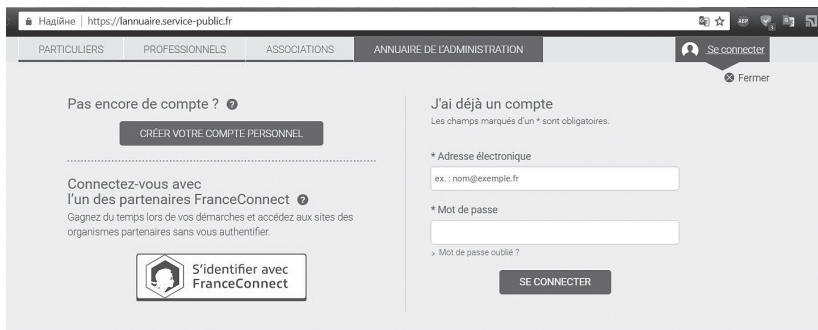 Надійне | https://lannuaire.service-public.fr
PARTICULIERS PROFESSIONNELS ASSOCIATIONS ANNUAIRE DE L'ADMINISTRATION Se connecter
Fermer
Pas encore de compte ? ?
CRÉER VOTRE COMPTE PERSONNEL
Connectez-vous avec
l'un des partenaires FranceConnect ?
Gagnez du temps lors de vos démarches et accédez aux sites des
organismes partenaires sans vous authentifier.
S'identifier avec
FranceConnect
J'ai déjà un compte
Les champs marqués d'un * sont obligatoires.
* Adresse électronique
ex. : nom@exemple.fr
* Mot de passe
> Mot de passe oublié ?
SE CONNECTER